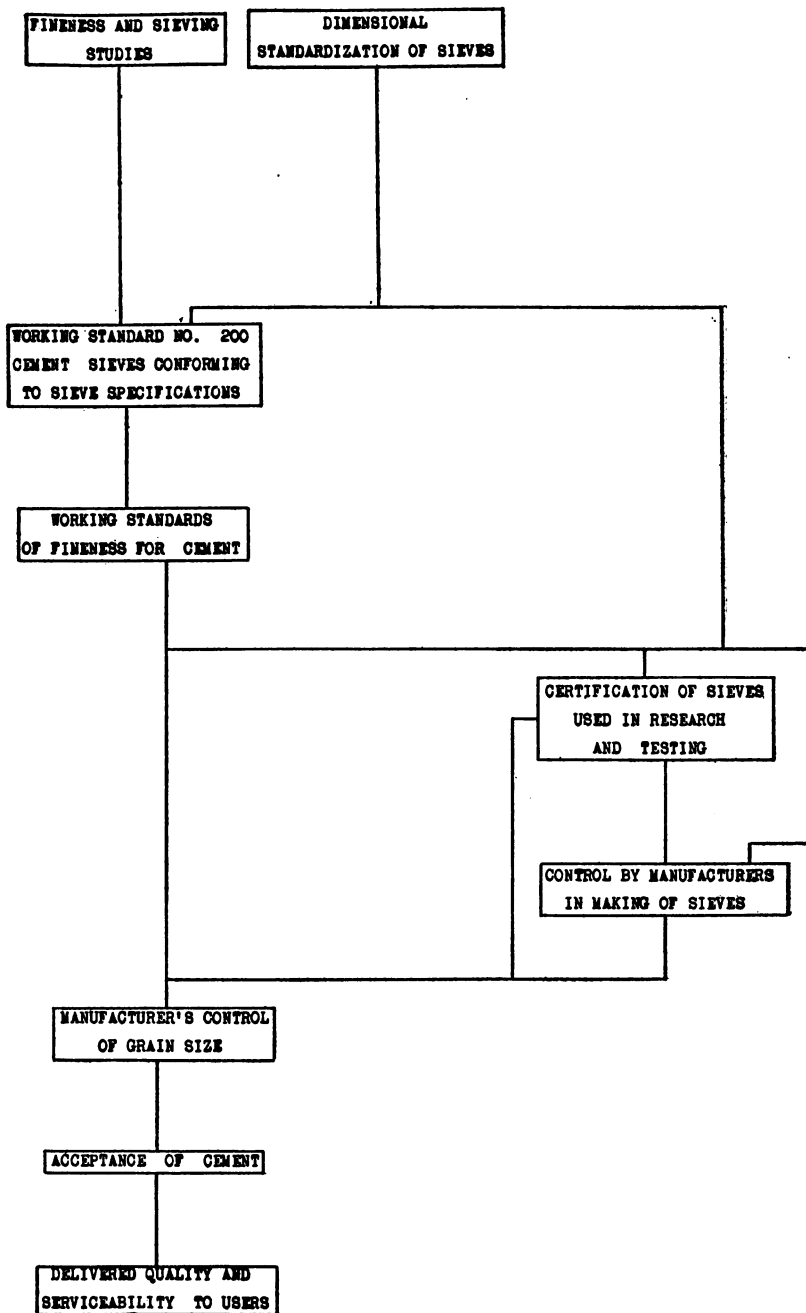 FINENESS AND SIEVING
STUDIES
DIMENSIONAL
STANDARDIZATION OF SIEVES
WORKING STANDARD NO. 200
CEMENT SIEVES CONFORMING
TO SIEVE SPECIFICATIONS
WORKING STANDARDS
OF FINENESS FOR CEMENT
CERTIFICATION OF SIEVES
USED IN RESEARCH
AND TESTING
CONTROL BY MANUFACTURERS
IN MAKING OF SIEVES
MANUFACTURER'S CONTROL
OF GRAIN SIZE
ACCEPTANCE OF CEMENT
DELIVERED QUALITY AND
SERVICEABILITY TO USERS